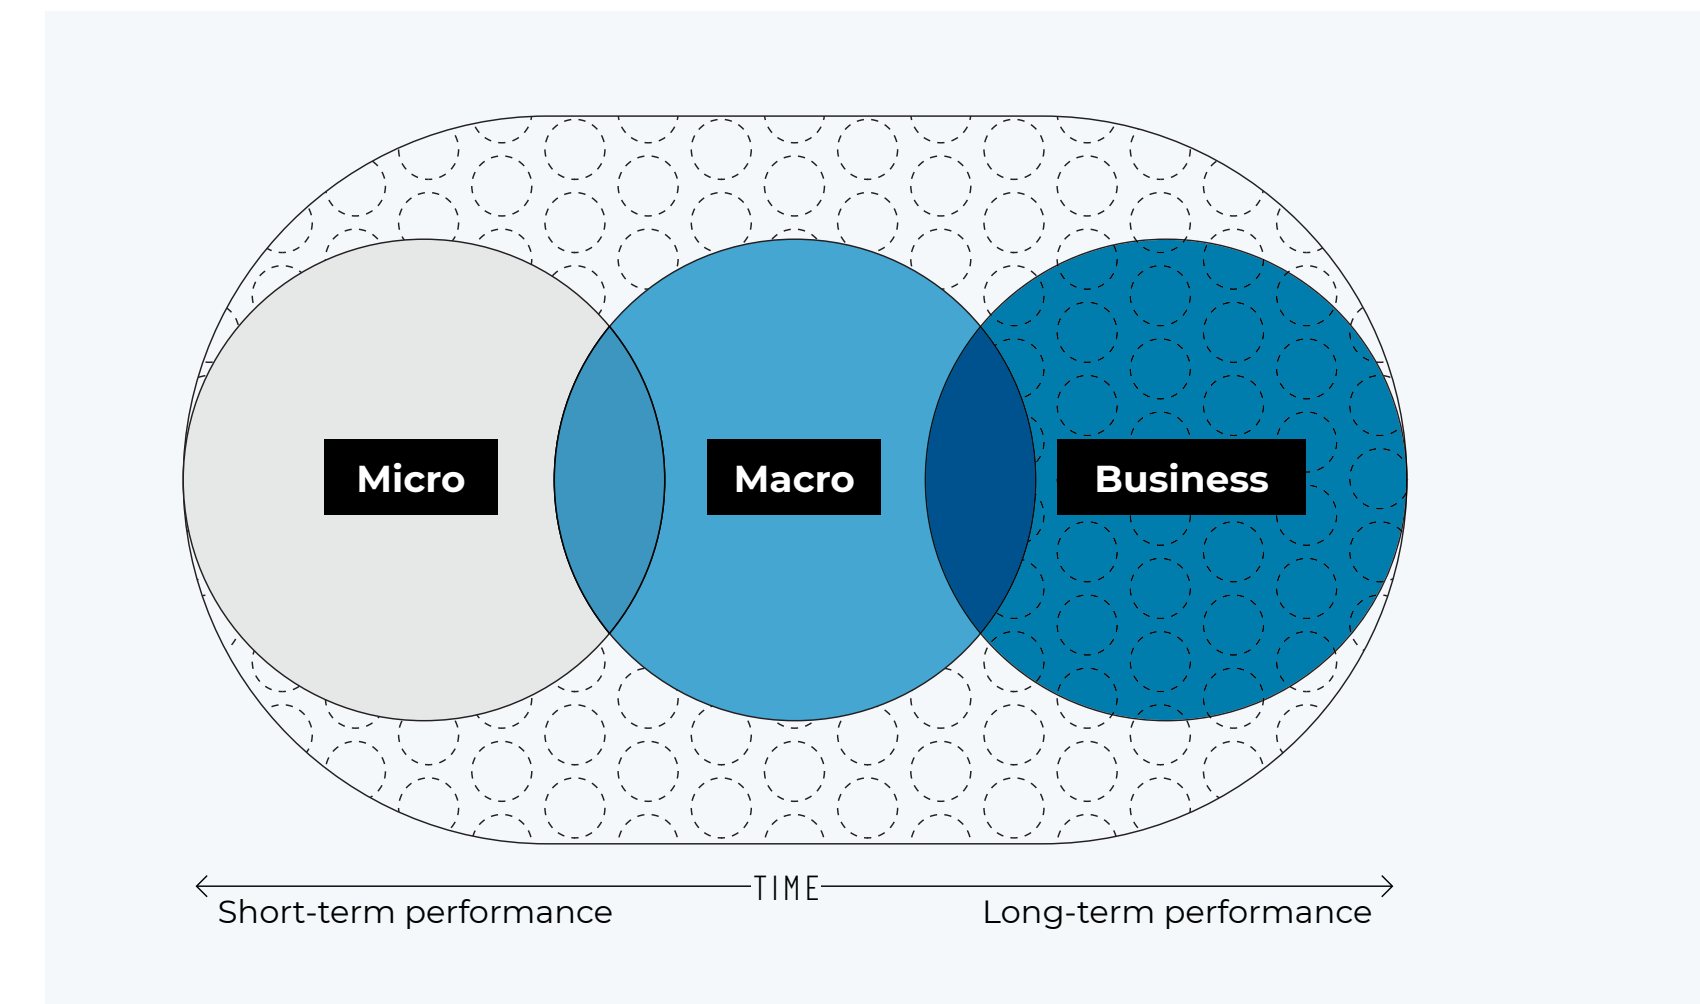 Micro
Macro
Business
TIME
Short-term performance
Long-term performance